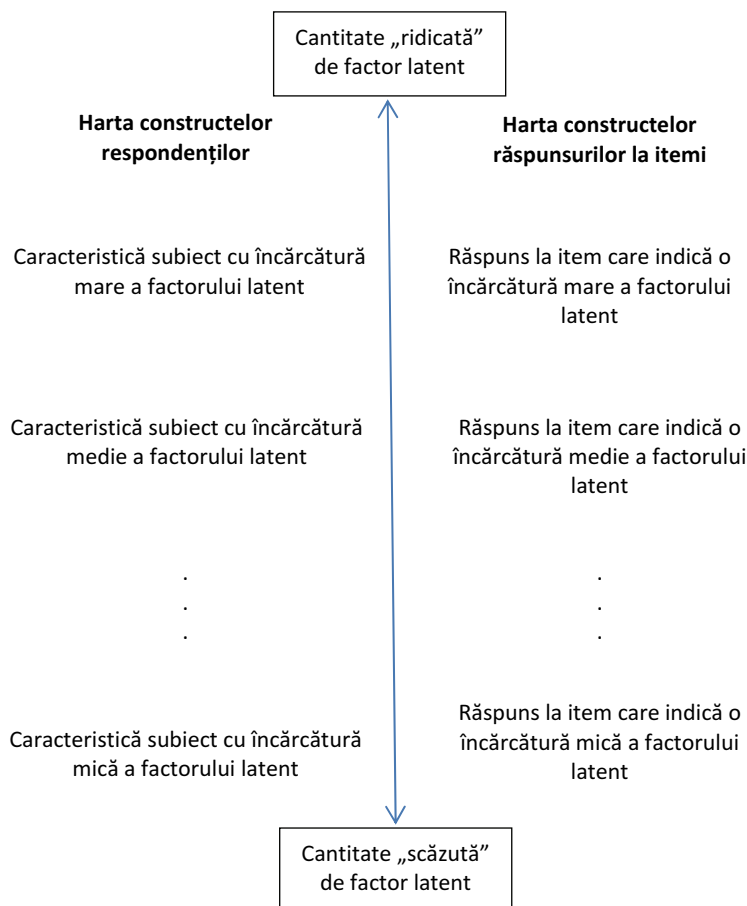 Cantitate „ridicată”
de factor latent
Harta constructelor
respondenților
Harta constructelor
răspunsurilor la itemi
Caracteristică subiect cu încărcătură
mare a factorului latent
Răspuns la item care indică o
încărcătură mare a factorului
latent
Caracteristică subiect cu încărcătură
medie a factorului latent
Răspuns la item care indică o
încărcătură medie a factorului
latent
.
.
.
.
.
.
Caracteristică subiect cu încărcătură
mică a factorului latent
Răspuns la item care indică o
încărcătură mică a factorului
latent
Cantitate „scăzută”
de factor latent